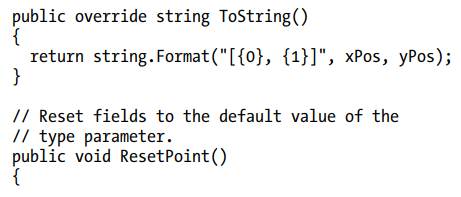 public override string ToString()
{
return string.Format("[{0}, {1}]", xPos, yPos);
}
// Reset fields to the default value of the
// type parameter.
public void ResetPoint()
{